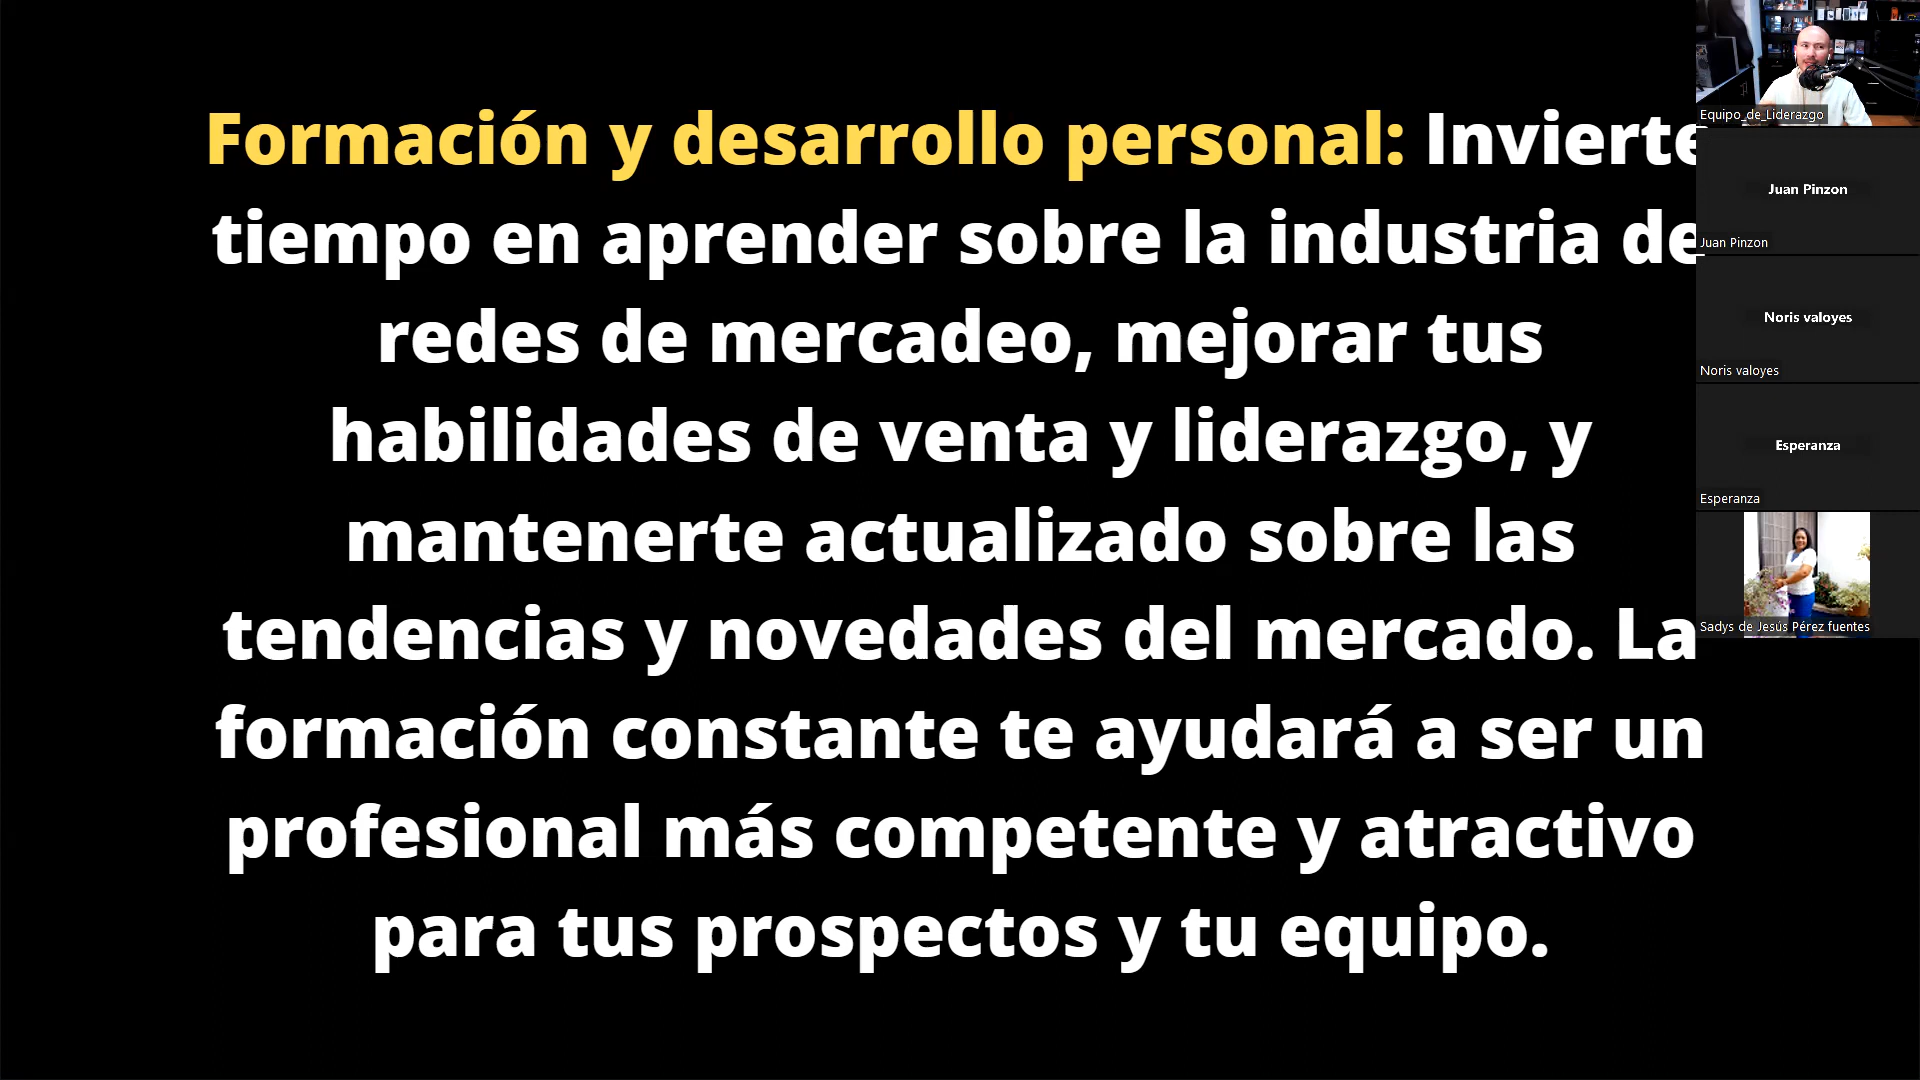 Formación y desarrollo personal: Invierte
tiempo en aprender sobre la industria de
redes de mercadeo, mejorar tus
habilidades de venta y liderazgo, y
mantenerte actualizado sobre las
tendencias y novedades del mercado. La
formación constante te ayudará a ser un
profesional más competente y atractivo
para tus prospectos y tu equipo.
Equipo_de_Liderazgo
Juan Pinzon
Juan Pinzon
Noris valoyes
Noris valoyes
Esperanza
Esperanza
Sadys de Jesús Pérez fuentes